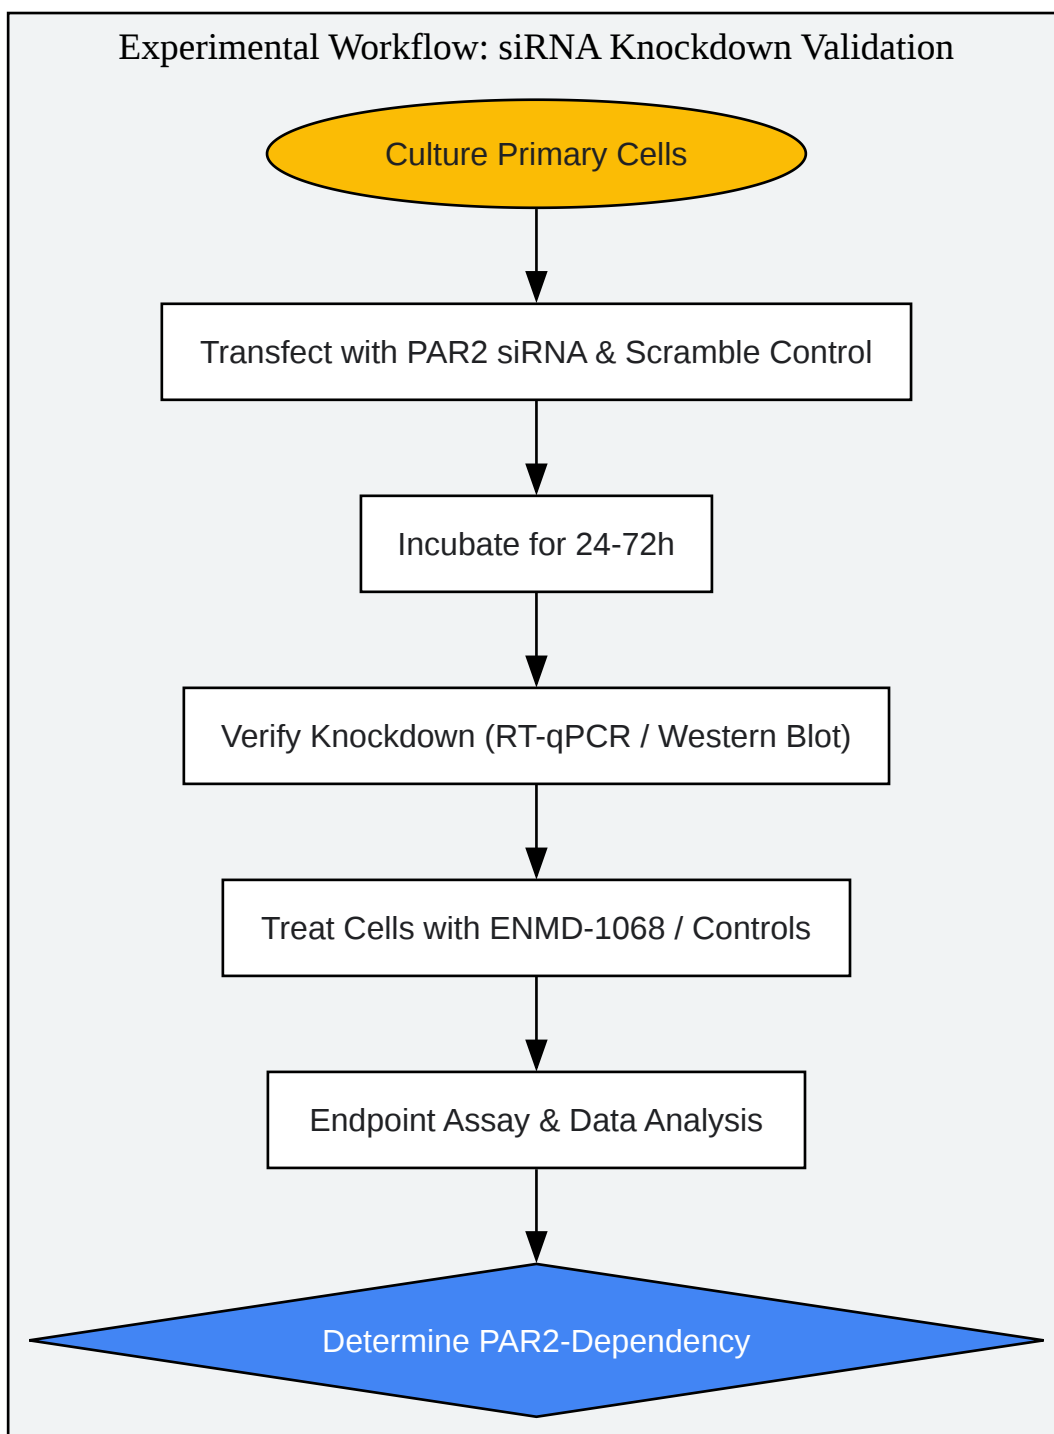 Experimental Workflow: siRNA Knockdown Validation
Culture Primary Cells
Transfect with PAR2 siRNA & Scramble Control
Incubate for 24-72h
Verify Knockdown (RT-qPCR / Western Blot)
Treat Cells with ENMD-1068 / Controls
Endpoint Assay & Data Analysis
Determine PAR2-Dependency